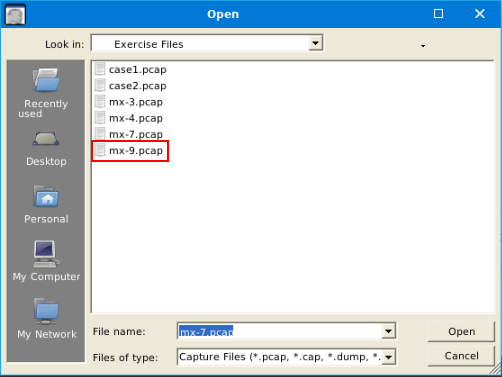 Open
Look in:
Exercise Files
Recently
used
Desktop
Personal
My Computer
My Network
case1.pcap
case2.pcap
mx-3.pcap
mx-4.pcap
mx-7.pcap
mx-9.pcap
File name:
mx-7.pcap
Open
Files of type:
Capture Files (*.pcap, *.cap, *.dump, *.
Cancel